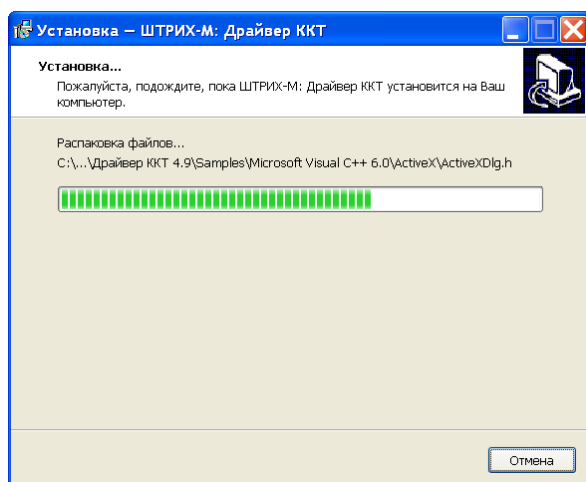 Установка — ШТРИХ-М: Драйвер ККТ
Установка...
Пожалуйста, подождите, пока ШТРИХ-М: Драйвер ККТ установится на Ваш
компьютер.
Распаковка файлов...
C:\...\Драйвер ККТ 4.9\Samples\Microsoft Visual C++ 6.0\ActiveX\ActiveXDlg.h
Отмена